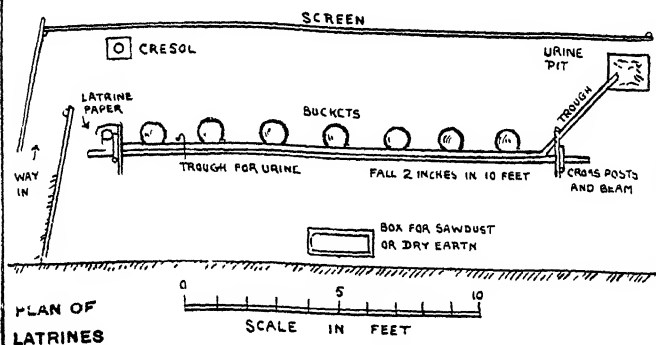 SCREEN
CRESOL
URINE
PIT
LATRINE
PAPER
BUCKETS
TROUGH
WAY
IN
TROUGH FOR URINE
FALL 2 INCHES IN 10 FEET
CROSS POSTS
AND BEAM
BOX FOR SAWDUST
OR DRY EARTH
PLAN OF
LATRINES
0 5 10
SCALE IN FEET